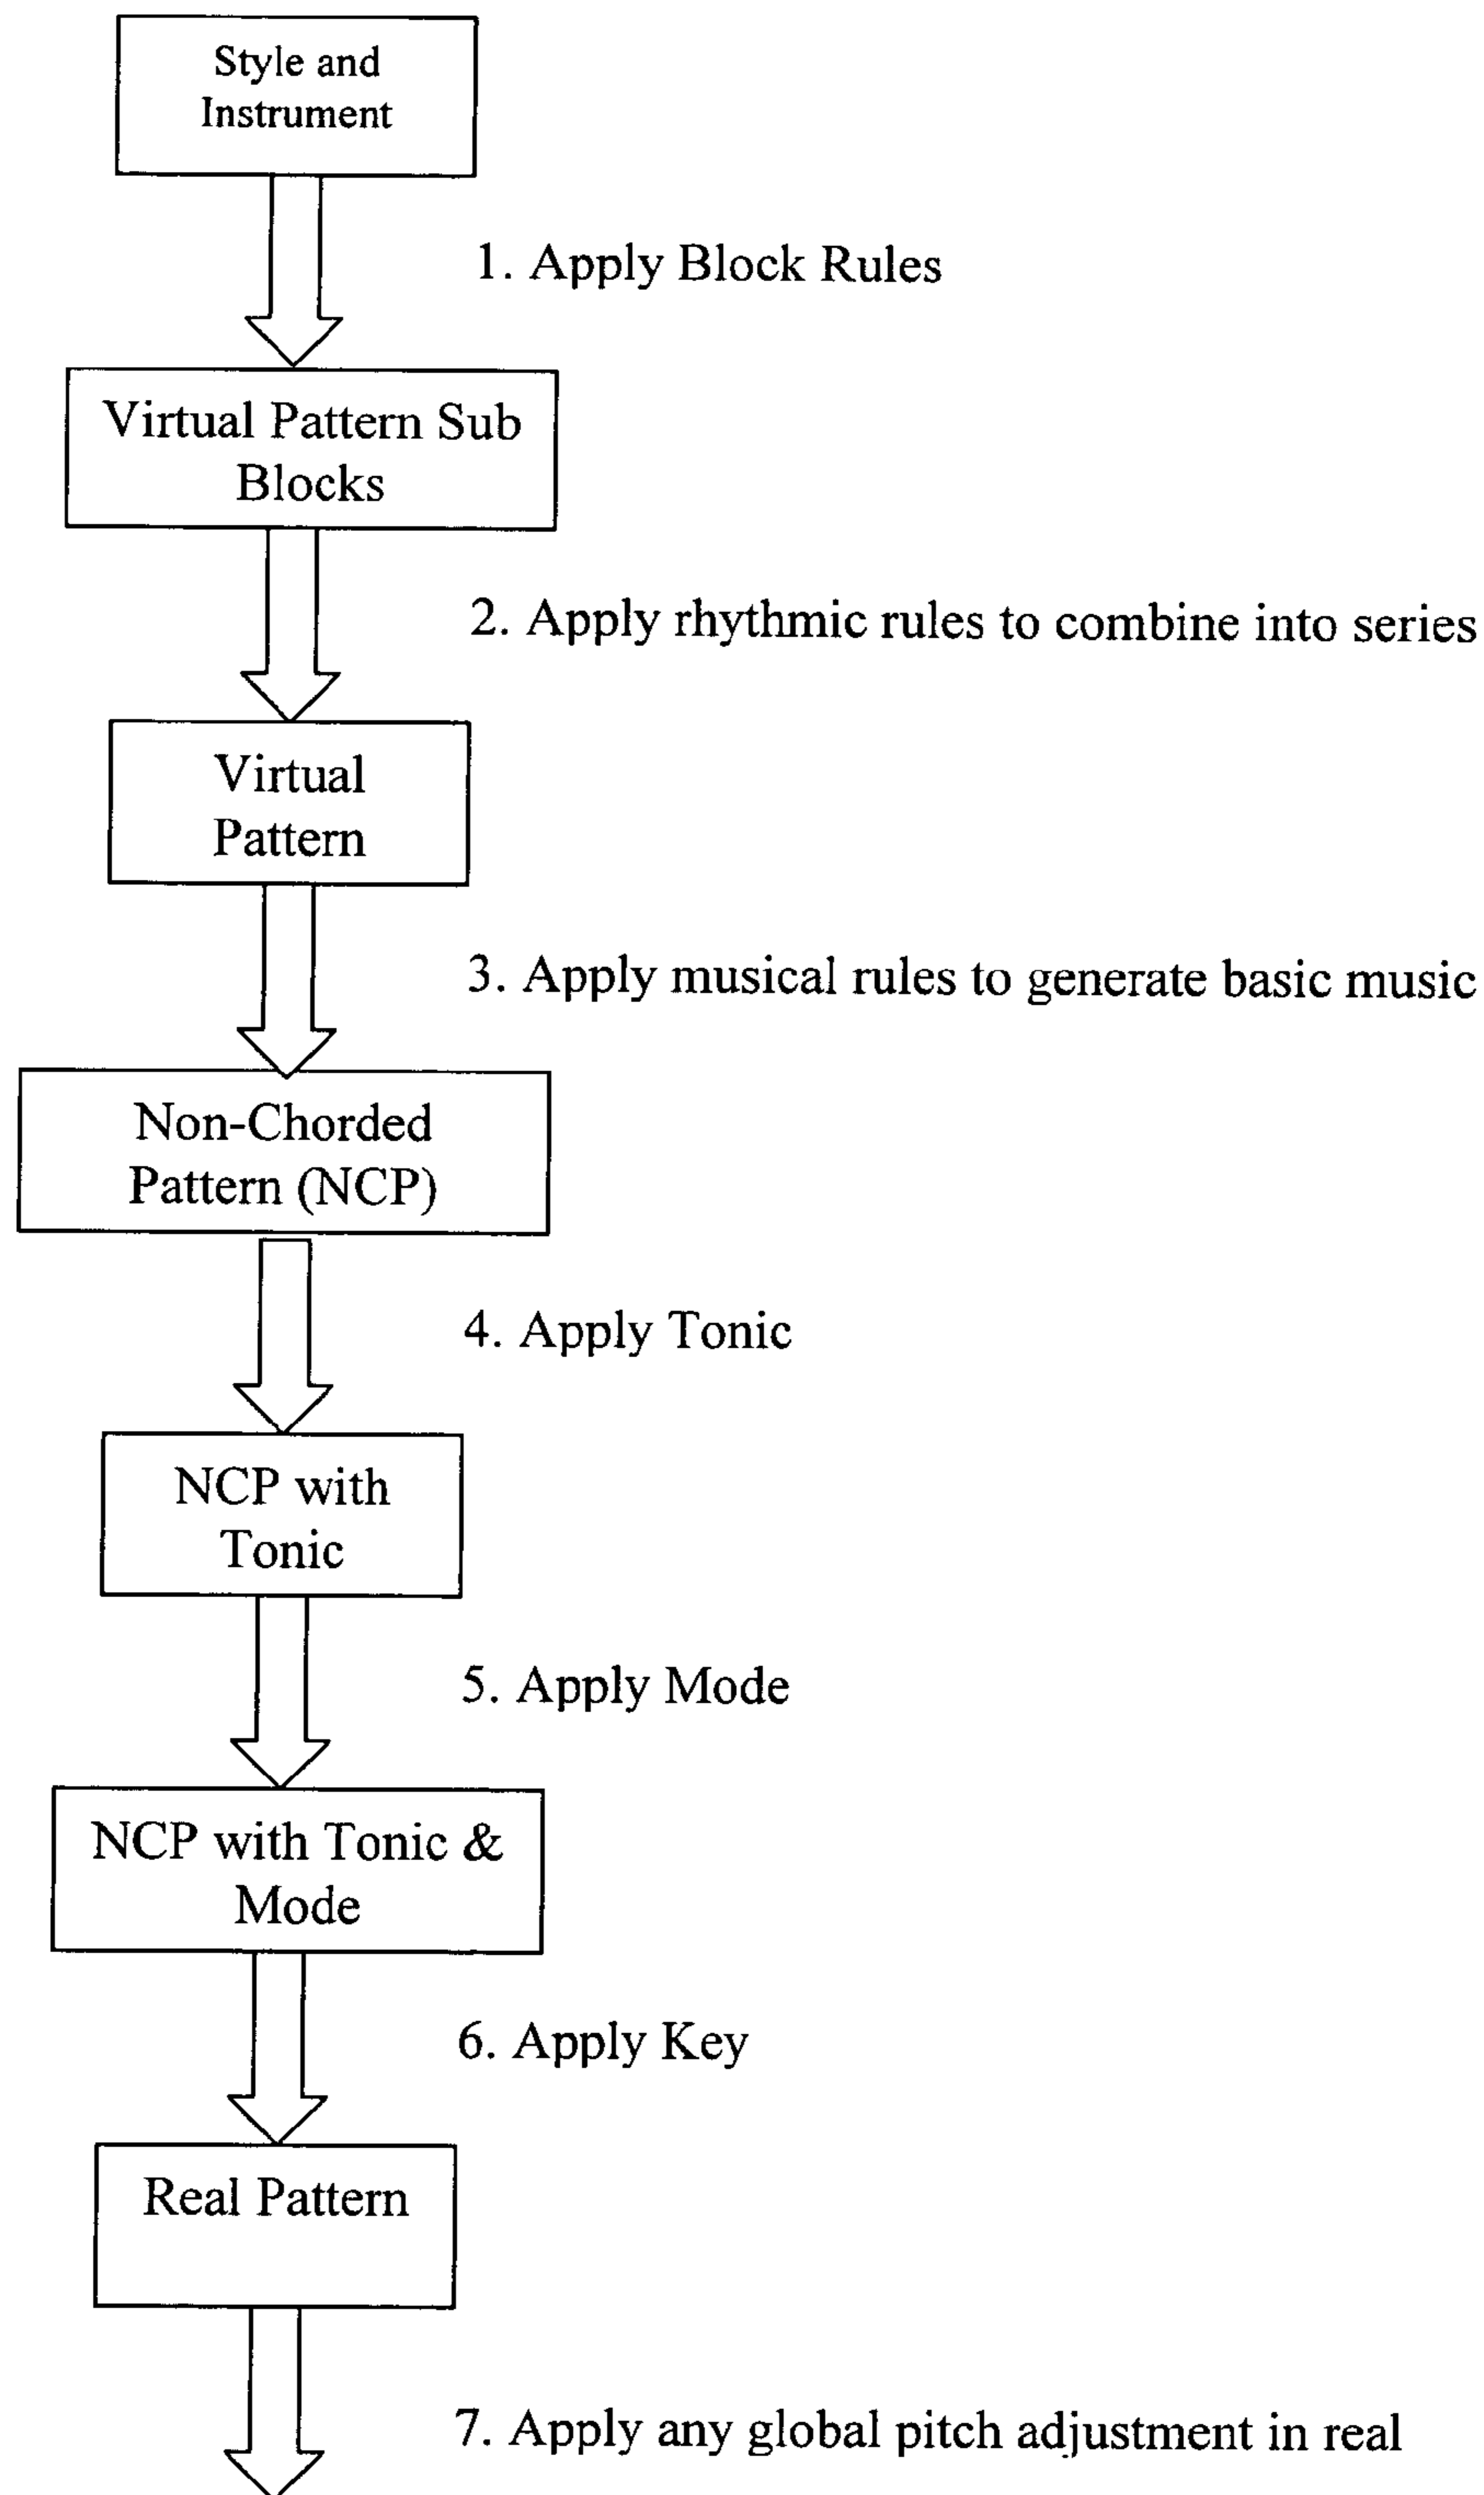 Style and
Instrument
1. Apply Block Rules
Virtual Pattern Sub
Blocks
2. Apply rhythmic rules to combine into series
Virtual
Pattern
3. Apply musical rules to generate basic music
Non-Chorded
Pattern (NCP)
4. Apply Tonic
NCP with
Tonic
5. Apply Mode
NCP with Tonic &
Mode
6. Apply Key
Real Pattern
7. Apply any global pitch adjustment in real